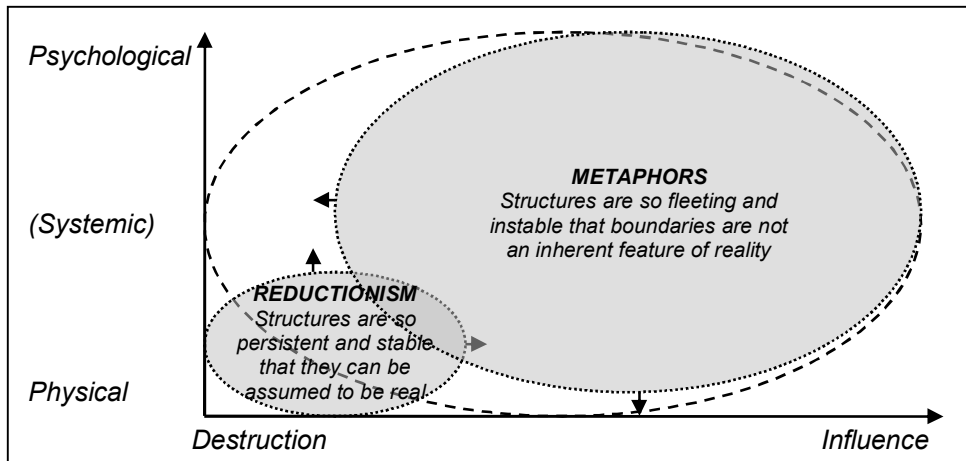 Psychological
METAPHORS
Structures are so fleeting and
instable that boundaries are not
an inherent feature of reality
(Systemic)
REDUCTIONISM
Structures are so
persistent and stable
that they can be
assumed to be real
Physical
Destruction
Influence